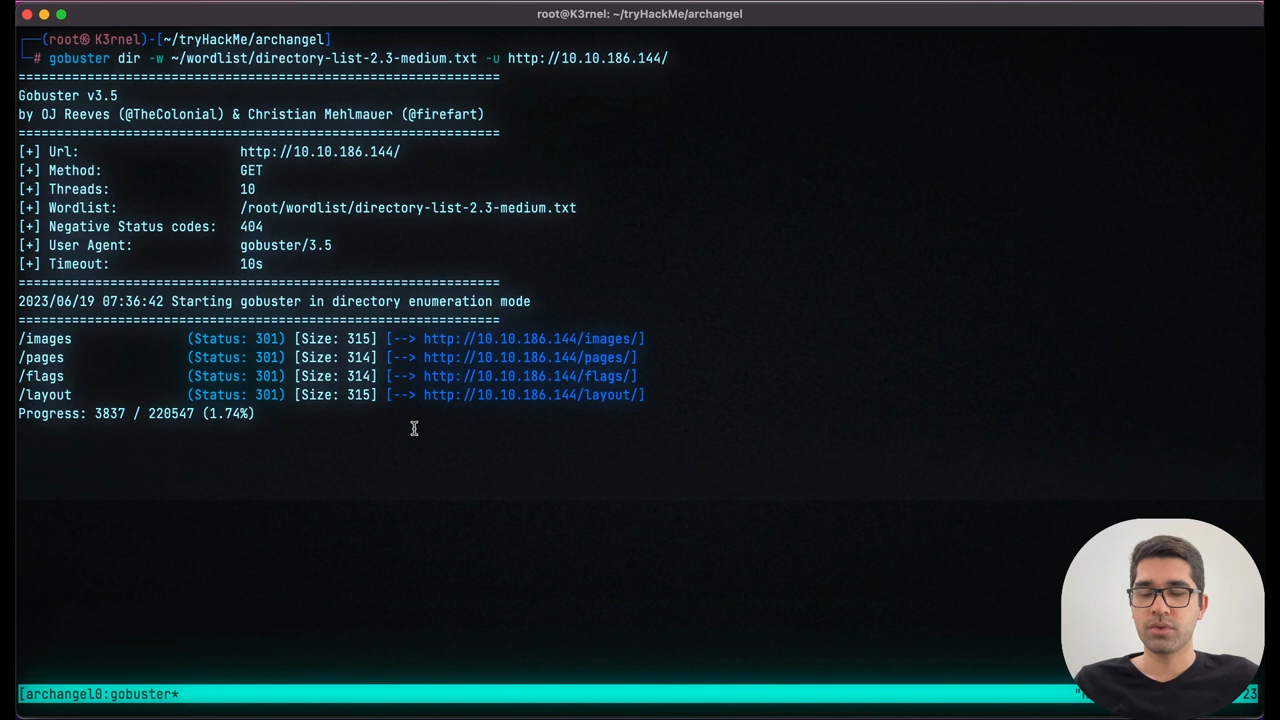 root@K3rnel: ~/tryHackMe/archangel
(root㉿K3rnel)-[~/tryHackMe/archangel]
# gobuster dir -w ~/wordlist/directory-list-2.3-medium.txt -u http://10.10.186.144/
===============================================================
Gobuster v3.5
by OJ Reeves (@TheColonial) & Christian Mehlmauer (@firefart)
===============================================================
[+] Url: http://10.10.186.144/
[+] Method: GET
[+] Threads: 10
[+] Wordlist: /root/wordlist/directory-list-2.3-medium.txt
[+] Negative Status codes: 404
[+] User Agent: gobuster/3.5
[+] Timeout: 10s
===============================================================
2023/06/19 07:36:42 Starting gobuster in directory enumeration mode
===============================================================
/images (Status: 301) [Size: 315] [--> http://10.10.186.144/images/]
/pages (Status: 301) [Size: 314] [--> http://10.10.186.144/pages/]
/flags (Status: 301) [Size: 314] [--> http://10.10.186.144/flags/]
/layout (Status: 301) [Size: 315] [--> http://10.10.186.144/layout/]
Progress: 3837 / 220547 (1.74%)
[archangel0:gobuster*